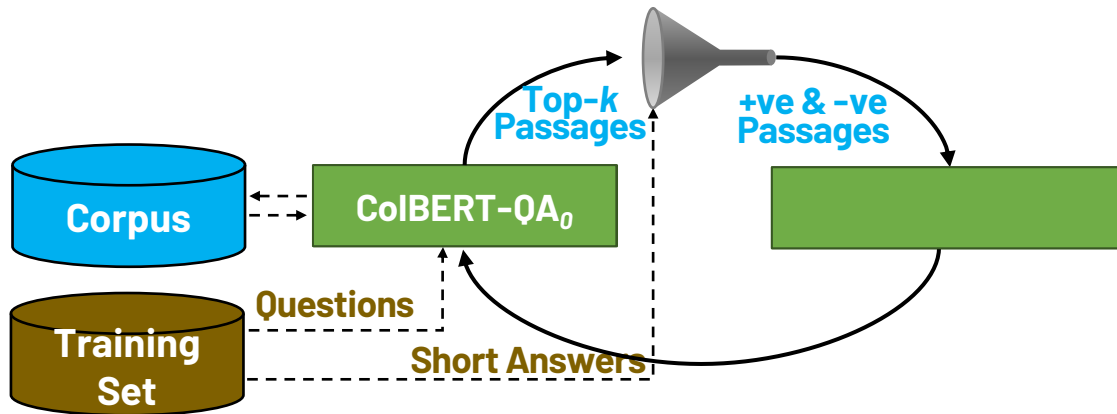 Top-k
Passages
+ve & -ve
Passages
Corpus
ColBERT-QA0
Questions
Training
Set
Short Answers